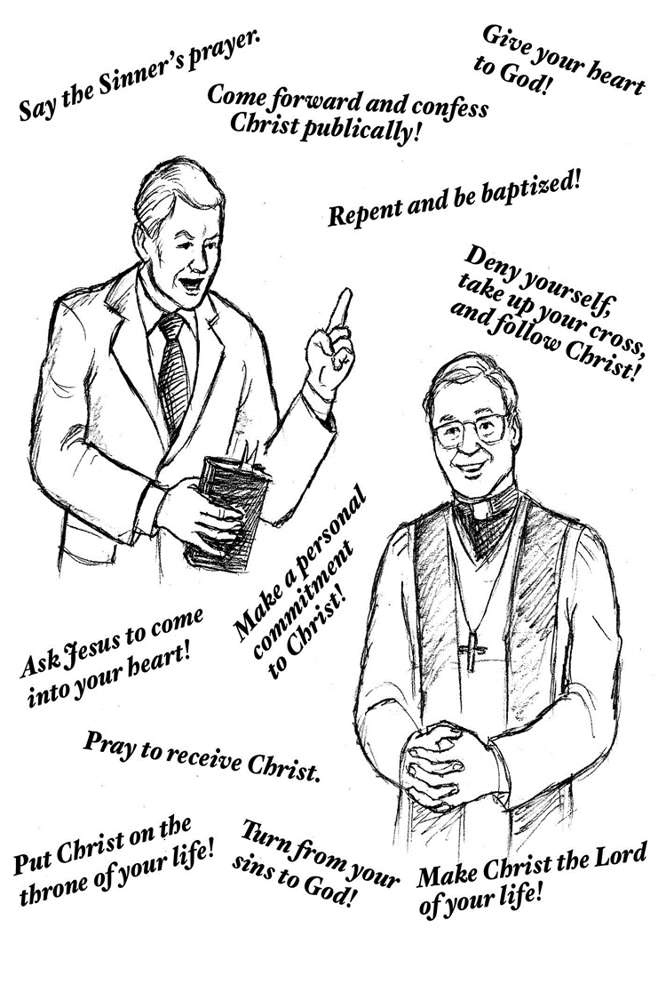 Say the Sinner's prayer.
Give your heart
to God!
Come forward and confess
Christ publically!
Repent and be baptized!
Deny yourself,
take up your cross,
and follow Christ!
Make a personal
commitment
to Christ!
Ask Jesus to come
into your heart!
Pray to receive Christ.
Put Christ on the
throne of your life!
Turn from your
sins to God!
Make Christ the Lord
of your life!